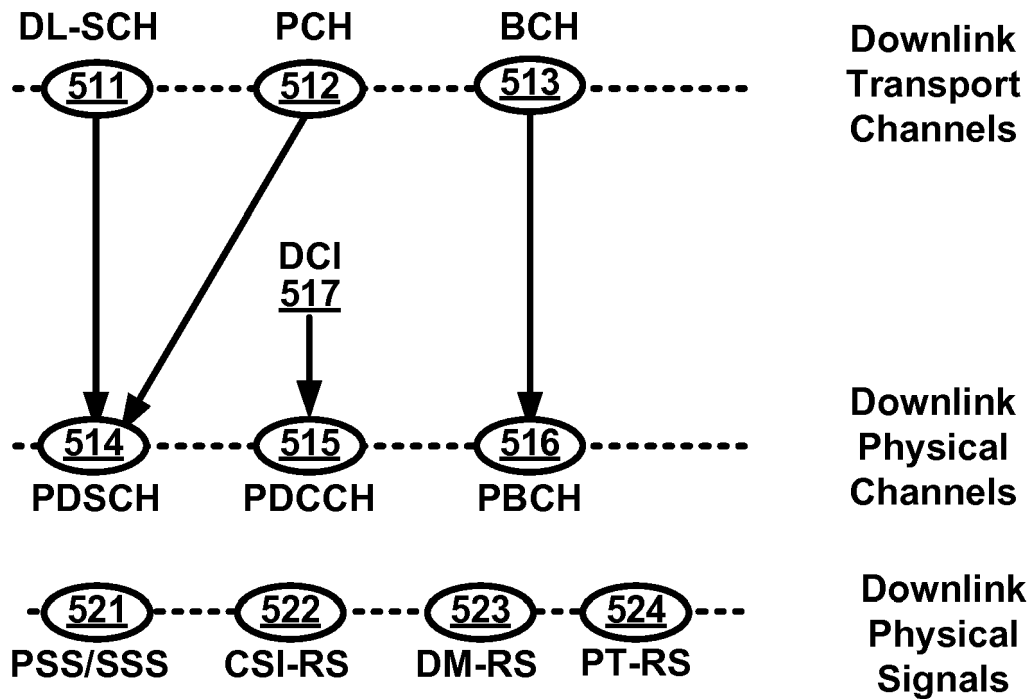 DL-SCH PCH BCH
511 512 513
Downlink
Transport
Channels
DCI
517
514 515 516
PDSCH PDCCH PBCH
Downlink
Physical
Channels
521 522 523 524
PSS/SSS CSI-RS DM-RS PT-RS
Downlink
Physical
Signals